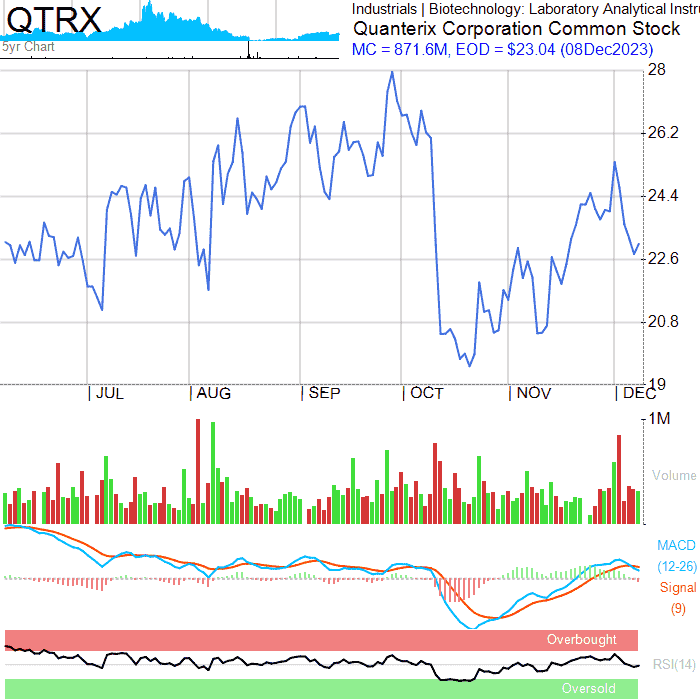 QTRX
5yr Chart
Industrials | Biotechnology: Laboratory Analytical Instru
Quanterix Corporation Common Stock
MC = 871.6M, EOD = $23.04 (08Dec2023)
28
26.2
24.4
22.6
20.8
19
JUL AUG SEP OCT NOV DEC
1M
Volume
MACD
(12-26)
Signal
(9)
Overbought
RSI(14)
Oversold